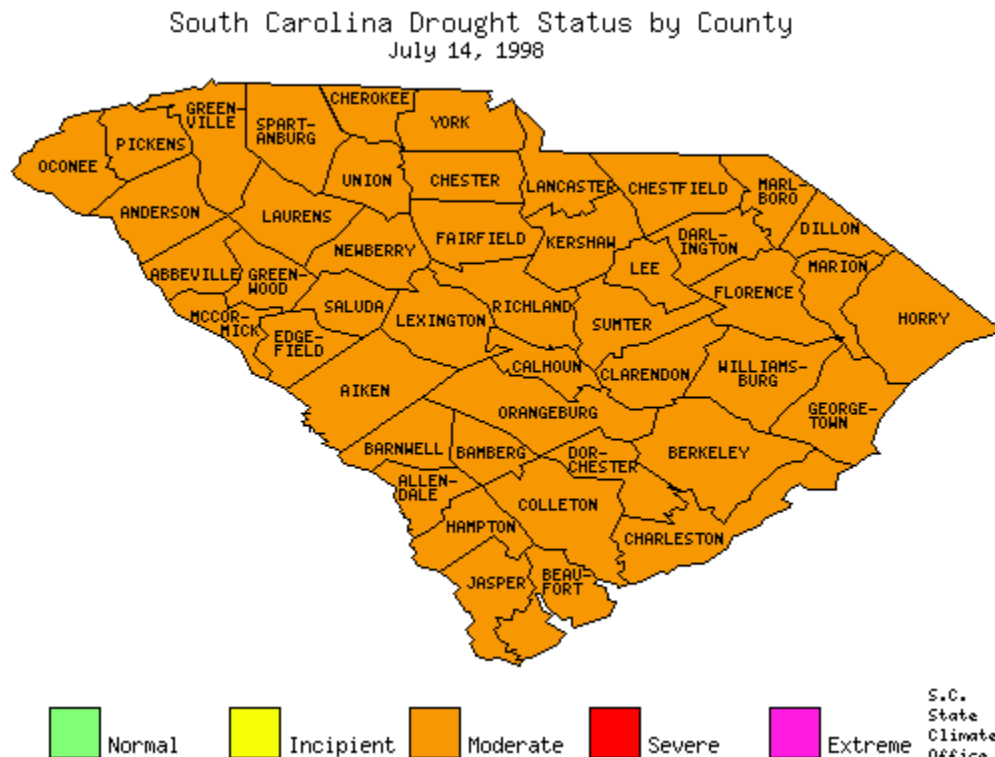 South Carolina Drought Status by County
July 14, 1998
CHEROKEE
GREEN-
VILLE
SPART-
ANBURG
YORK
PICKENS
OCONEE
UNION
CHESTER
LANCASTER
CHESTFIELD
MARL-
BORO
ANDERSON
LAURENS
FAIRFIELD
KERSHAW
DARL-
INGTON
DILLON
NEWBERRY
LEE
MARION
ABBEVILLE
GREEN-
WOOD
SALUDA
RICHLAND
FLORENCE
HORRY
MCCOR-
MICK
EDGE-
FIELD
LEXINGTON
SUMTER
CALHOUN
CLARENDON
WILLIAMS-
BURG
AIKEN
ORANGEBURG
GEORGE-
TOWN
BARNWELL
BAMBERG
DOR-
CHESTER
BERKELEY
ALLEN-
DALE
COLLETON
HAMPTON
CHARLESTON
JASPER
BEAU-
FORT
Normal
Incipient
Moderate
Severe
Extreme
S.C.
State
Climate
Office